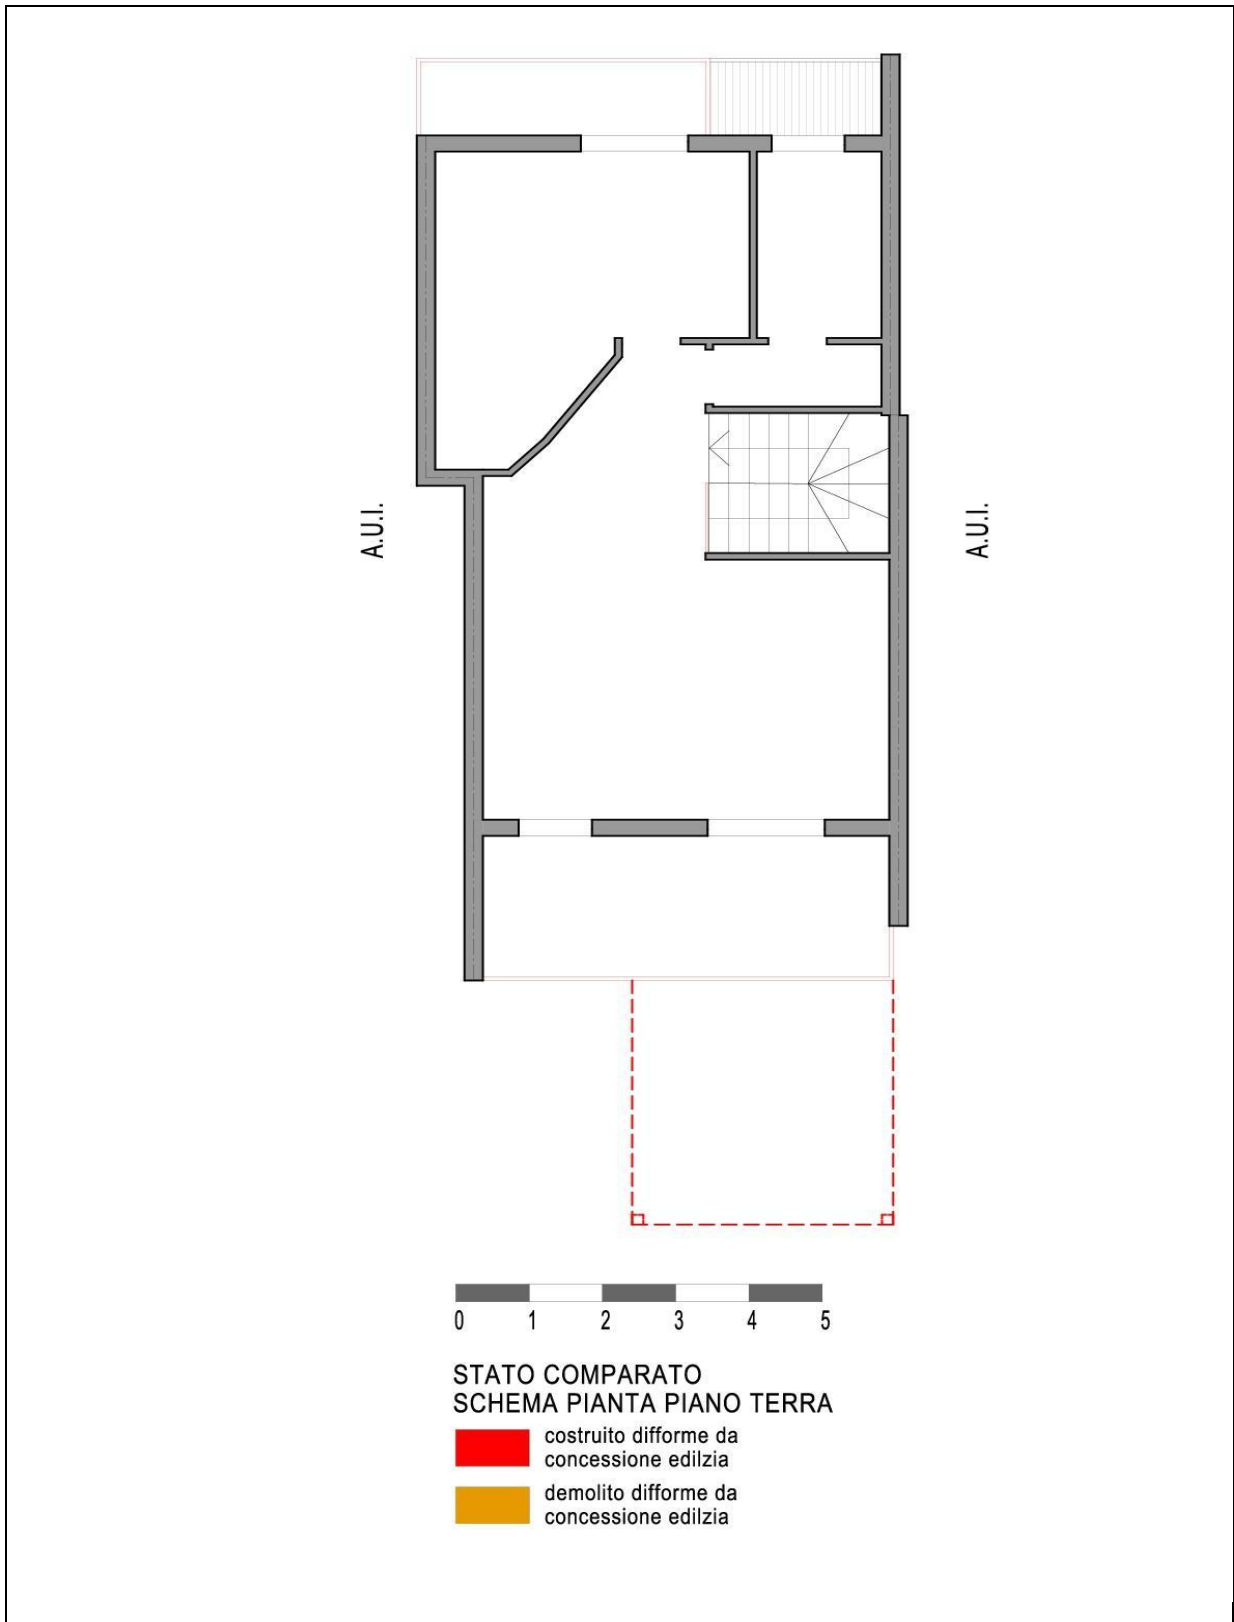 A.U.I.
A.U.I.
0 1 2 3 4 5
STATO COMPARATO
SCHEMA PIANTA PIANO TERRA
costruito difforme da
concessione edilzia
demolito difforme da
concessione edilzia